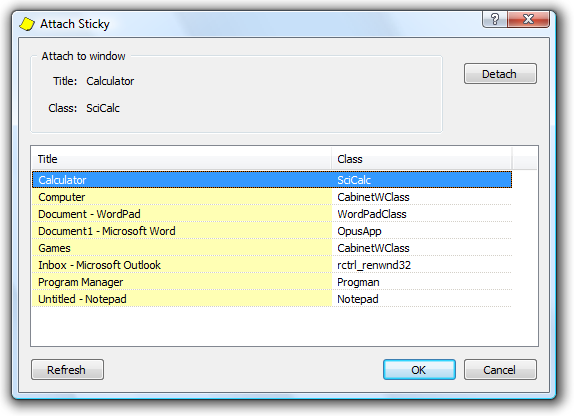 Attach Sticky
Attach to window
Title: Calculator
Detach
Class: SciCalc
Title Class
Calculator SciCalc
Computer CabinetWClass
Document - WordPad WordPadClass
Document1 - Microsoft Word OpusApp
Games CabinetWClass
Inbox - Microsoft Outlook rctrl_renwnd32
Program Manager Progman
Untitled - Notepad Notepad
Refresh OK Cancel